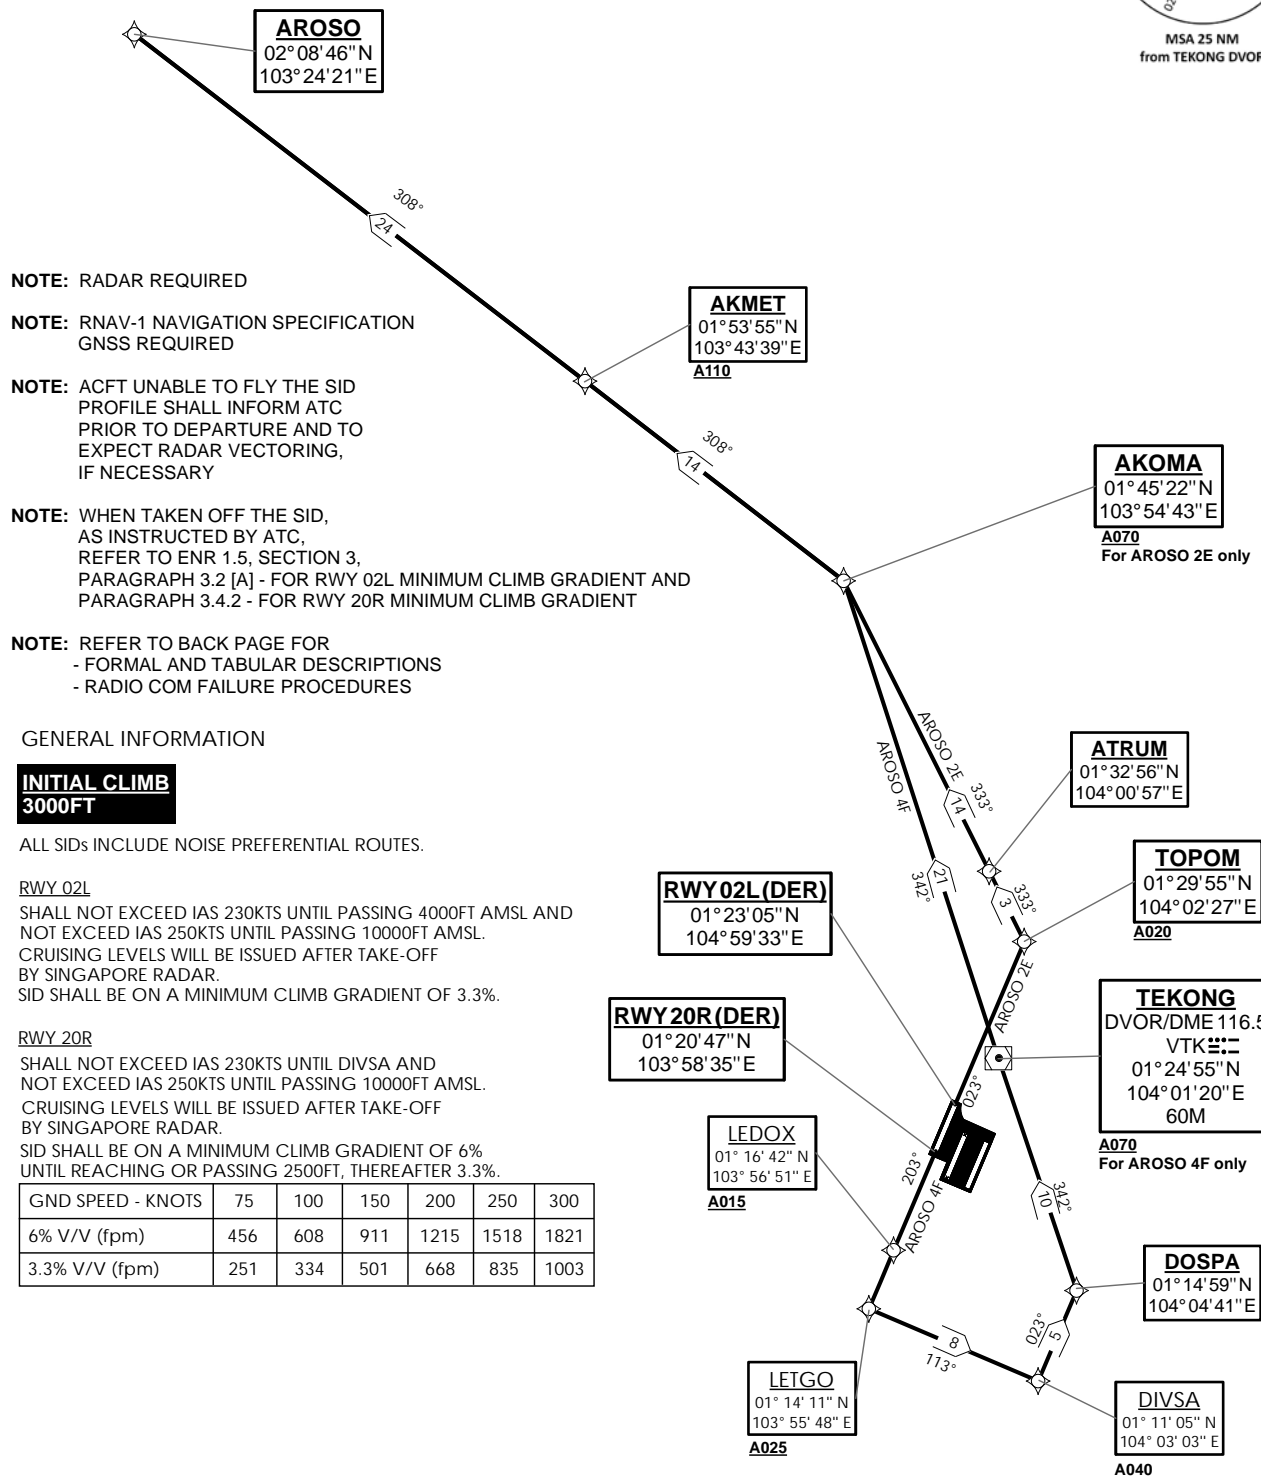 02
MSA 25 NM
from TEKONG DVOR
AROSO
02°08'46"N
103°24'21"E
308°
24
NOTE: RADAR REQUIRED
NOTE: RNAV-1 NAVIGATION SPECIFICATION
GNSS REQUIRED
AKMET
01°53'55"N
103°43'39"E
A110
NOTE: ACFT UNABLE TO FLY THE SID
PROFILE SHALL INFORM ATC
PRIOR TO DEPARTURE AND TO
EXPECT RADAR VECTORING,
IF NECESSARY
308°
14
AKOMA
01°45'22"N
103°54'43"E
A070
For AROSO 2E only
NOTE: WHEN TAKEN OFF THE SID,
AS INSTRUCTED BY ATC,
REFER TO ENR 1.5, SECTION 3,
PARAGRAPH 3.2 [A] - FOR RWY 02L MINIMUM CLIMB GRADIENT AND
PARAGRAPH 3.4.2 - FOR RWY 20R MINIMUM CLIMB GRADIENT
NOTE: REFER TO BACK PAGE FOR
- FORMAL AND TABULAR DESCRIPTIONS
- RADIO COM FAILURE PROCEDURES
GENERAL INFORMATION
INITIAL CLIMB
3000FT
ALL SIDs INCLUDE NOISE PREFERENTIAL ROUTES.
RWY 02L
SHALL NOT EXCEED IAS 230KTS UNTIL PASSING 4000FT AMSL AND
NOT EXCEED IAS 250KTS UNTIL PASSING 10000FT AMSL.
CRUISING LEVELS WILL BE ISSUED AFTER TAKE-OFF
BY SINGAPORE RADAR.
SID SHALL BE ON A MINIMUM CLIMB GRADIENT OF 3.3%.
RWY 20R
SHALL NOT EXCEED IAS 230KTS UNTIL DIVSA AND
NOT EXCEED IAS 250KTS UNTIL PASSING 10000FT AMSL.
CRUISING LEVELS WILL BE ISSUED AFTER TAKE-OFF
BY SINGAPORE RADAR.
SID SHALL BE ON A MINIMUM CLIMB GRADIENT OF 6%
UNTIL REACHING OR PASSING 2500FT, THEREAFTER 3.3%.
GND SPEED - KNOTS 75 100 150 200 250 300
6% V/V (fpm) 456 608 911 1215 1518 1821
3.3% V/V (fpm) 251 334 501 668 835 1003
AROSO 2E
AROSO 4F
333°
14
ATRUM
01°32'56"N
104°00'57"E
21
342°
333°
3
TOPOM
01°29'55"N
104°02'27"E
A020
RWY02L(DER)
01°23'05"N
104°59'33"E
AROSO 2E
TEKONG
DVOR/DME 116.5
VTK
01°24'55"N
104°01'20"E
60M
A070
For AROSO 4F only
RWY20R(DER)
01°20'47"N
103°58'35"E
023°
LEDOX
01° 16' 42" N
103° 56' 51" E
A015
203°
AROSO 4F
342°
10
DOSPA
01°14'59"N
104°04'41"E
023°
5
8
113°
LETGO
01° 14' 11" N
103° 55' 48" E
A025
DIVSA
01° 11' 05" N
104° 03' 03" E
A040